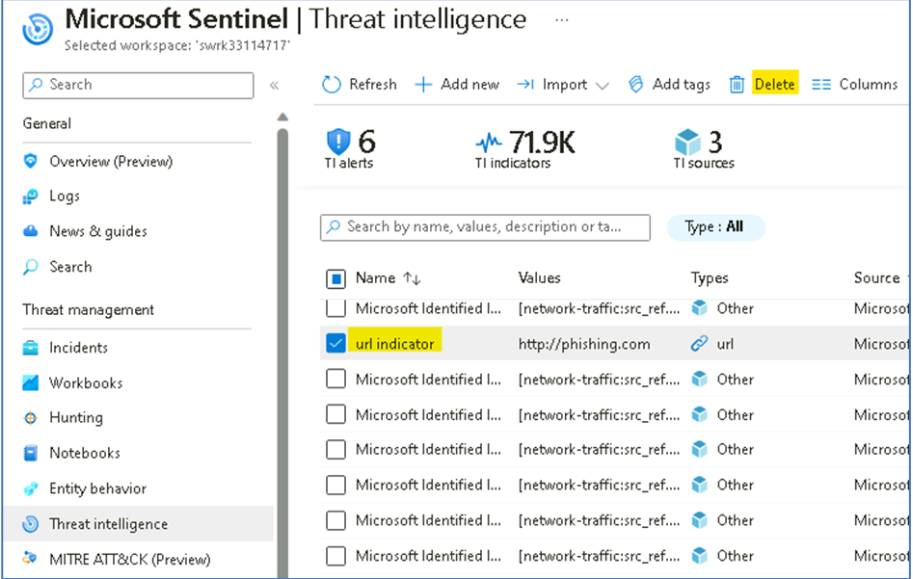 Microsoft Sentinel | Threat intelligence ...
Selected workspace: 'swrk33114717'
Search «
General
Overview (Preview)
Logs
News & guides
Search
Threat management
Incidents
Workbooks
Hunting
Notebooks
Entity behavior
Threat intelligence
MITRE ATT&CK (Preview)
Refresh Add new Import Add tags Delete Columns
6 71.9K 3
TI alerts TI indicators TI sources
Search by name, values, description or ta... Type : All
Name ↑↓ Values Types Source
Microsoft Identified I... [network-traffic:src_ref.... Other Microsof
url indicator http://phishing.com url Microsof
Microsoft Identified I... [network-traffic:src_ref.... Other Microsof
Microsoft Identified I... [network-traffic:src_ref.... Other Microsof
Microsoft Identified I... [network-traffic:src_ref.... Other Microsof
Microsoft Identified I... [network-traffic:src_ref.... Other Microsof
Microsoft Identified I... [network-traffic:src_ref.... Other Microsof
Microsoft Identified I... [network-traffic:src_ref.... Other Microsof